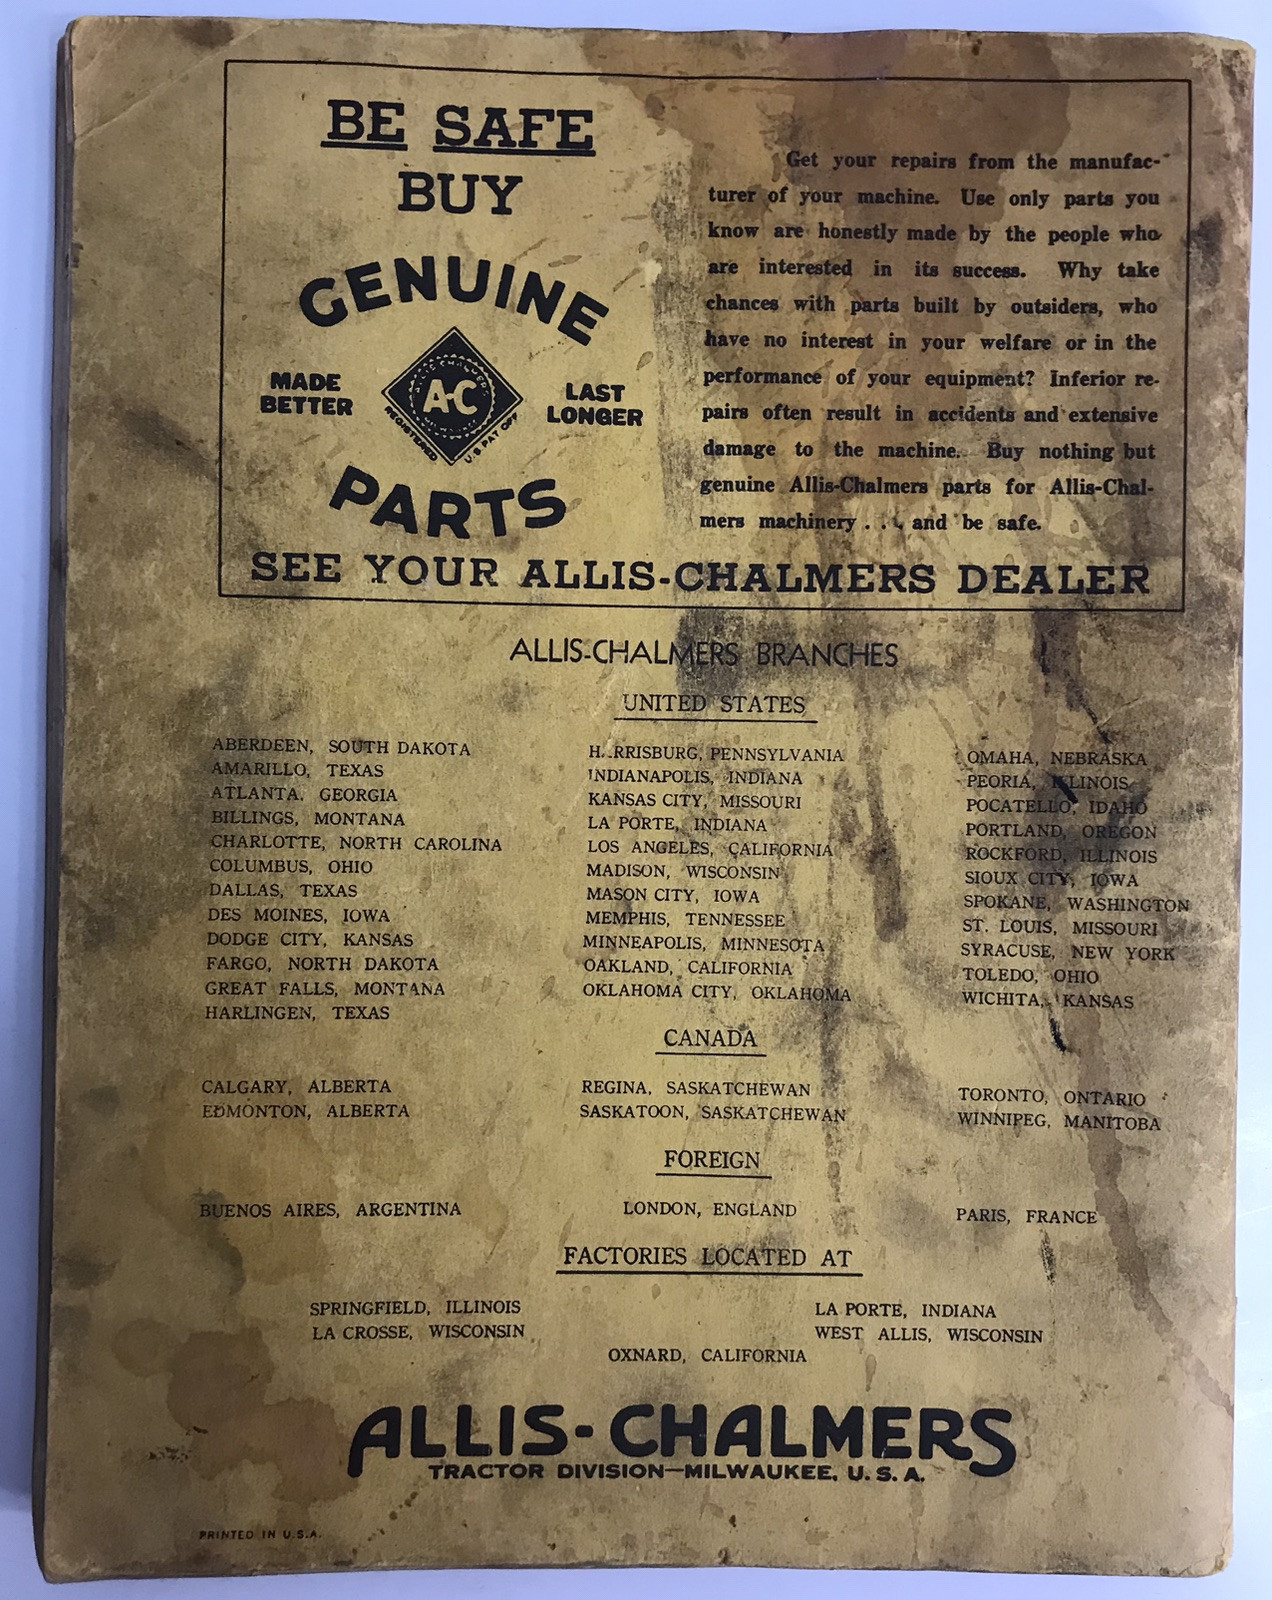 BE SAFE
BUY
GENUINE
MADE
BETTER
ALLIS CHALMERS
A-C
REGISTERED
U S PAT OFF
LAST
LONGER
PARTS
Get your repairs from the manufac-
turer of your machine. Use only parts you
know are honestly made by the people who
are interested in its success. Why take
chances with parts built by outsiders, who
have no interest in your welfare or in the
performance of your equipment? Inferior re-
pairs often result in accidents and extensive
damage to the machine. Buy nothing but
genuine Allis-Chalmers parts for Allis-Chal-
mers machinery . . . and be safe.
SEE YOUR ALLIS-CHALMERS DEALER
ALLIS-CHALMERS BRANCHES
UNITED STATES
ABERDEEN, SOUTH DAKOTA
AMARILLO, TEXAS
ATLANTA, GEORGIA
BILLINGS, MONTANA
CHARLOTTE, NORTH CAROLINA
COLUMBUS, OHIO
DALLAS, TEXAS
DES MOINES, IOWA
DODGE CITY, KANSAS
FARGO, NORTH DAKOTA
GREAT FALLS, MONTANA
HARLINGEN, TEXAS
HARRISBURG, PENNSYLVANIA
INDIANAPOLIS, INDIANA
KANSAS CITY, MISSOURI
LA PORTE, INDIANA
LOS ANGELES, CALIFORNIA
MADISON, WISCONSIN
MASON CITY, IOWA
MEMPHIS, TENNESSEE
MINNEAPOLIS, MINNESOTA
OAKLAND, CALIFORNIA
OKLAHOMA CITY, OKLAHOMA
OMAHA, NEBRASKA
PEORIA, ILLINOIS
POCATELLO, IDAHO
PORTLAND, OREGON
ROCKFORD, ILLINOIS
SIOUX CITY, IOWA
SPOKANE, WASHINGTON
ST. LOUIS, MISSOURI
SYRACUSE, NEW YORK
TOLEDO, OHIO
WICHITA, KANSAS
CANADA
CALGARY, ALBERTA
EDMONTON, ALBERTA
REGINA, SASKATCHEWAN
SASKATOON, SASKATCHEWAN
TORONTO, ONTARIO
WINNIPEG, MANITOBA
FOREIGN
BUENOS AIRES, ARGENTINA
LONDON, ENGLAND
PARIS, FRANCE
FACTORIES LOCATED AT
SPRINGFIELD, ILLINOIS
LA CROSSE, WISCONSIN
LA PORTE, INDIANA
WEST ALLIS, WISCONSIN
OXNARD, CALIFORNIA
ALLIS-CHALMERS
TRACTOR DIVISION—MILWAUKEE, U. S. A.
PRINTED IN U.S.A.